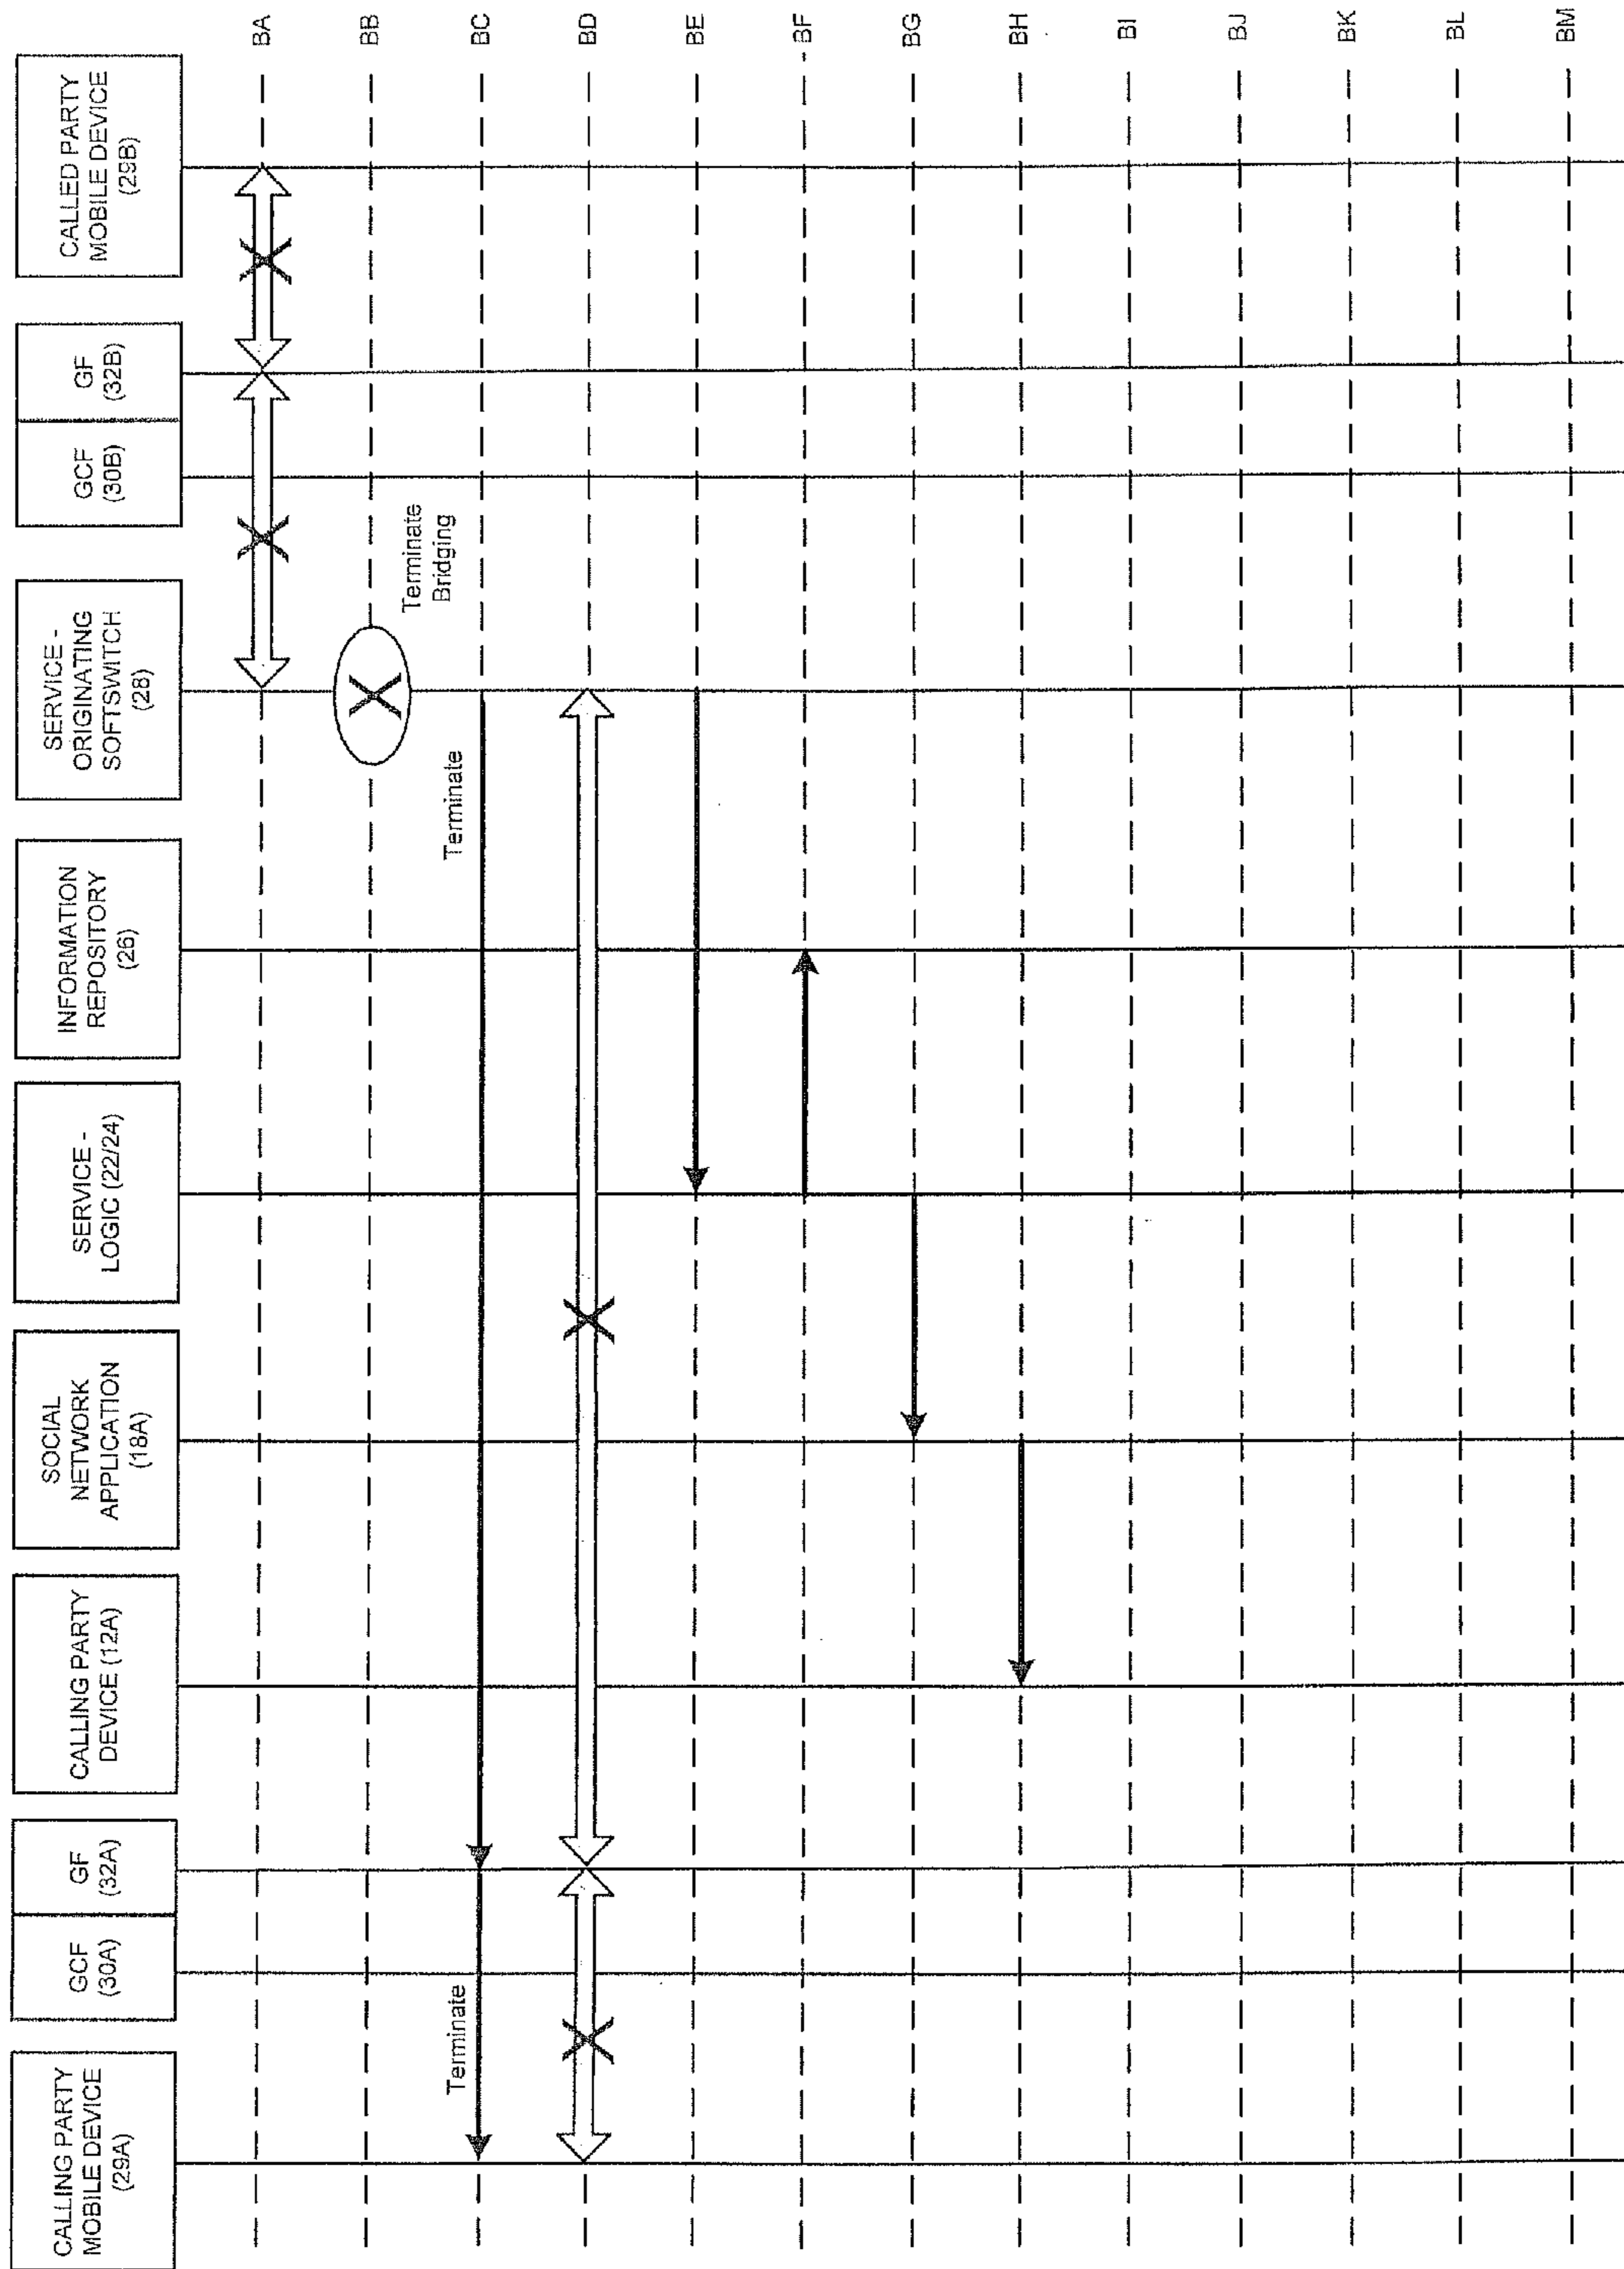 CALLING PARTY
MOBILE DEVICE
(29A)
GCF
(30A)
GF
(32A)
CALLING PARTY
DEVICE (12A)
SOCIAL
NETWORK
APPLICATION
(18A)
SERVICE -
LOGIC (22/24)
INFORMATION
REPOSITORY
(26)
SERVICE -
ORIGINATING
SOFTSWITCH
(28)
GCF
(30B)
GF
(32B)
CALLED PARTY
MOBILE DEVICE
(29B)
BA
Terminate
Bridging
BB
Terminate
Terminate
BC
BD
BE
BF
BG
BH
BI
BJ
BK
BL
BM